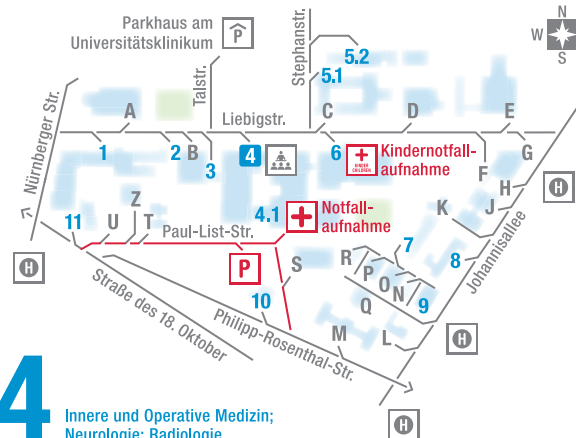 Parkhaus am
Universitätsklinikum
P
N
W
S
Stephanstr.
5.2
5.1
Talstr.
Nürnberger Str.
A
Liebigstr.
C
D
E
1
2
B
3
4
6
KINDER
CHILDREN
Kindernotfall-
aufnahme
F
G
H
J
K
H
Johannisallee
Z
11
U
T
Paul-List-Str.
4.1
Notfall-
aufnahme
H
P
S
R
P
O
N
7
8
9
Q
10
Straße des 18. Oktober
Philipp-Rosenthal-Str.
M
L
H
H
4
Innere und Operative Medizin;
Neurologie; Radiologie